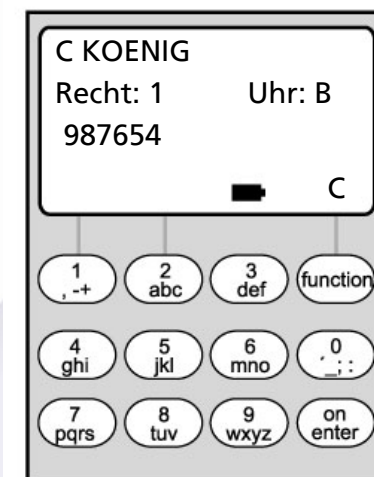 C KOENIG
Recht: 1 Uhr: B
987654
C
1 2 3 function
, -+ abc def
4 5 6 0
ghi jkl mno ´_; :
7 8 9 on
pqrs tuv wxyz enter